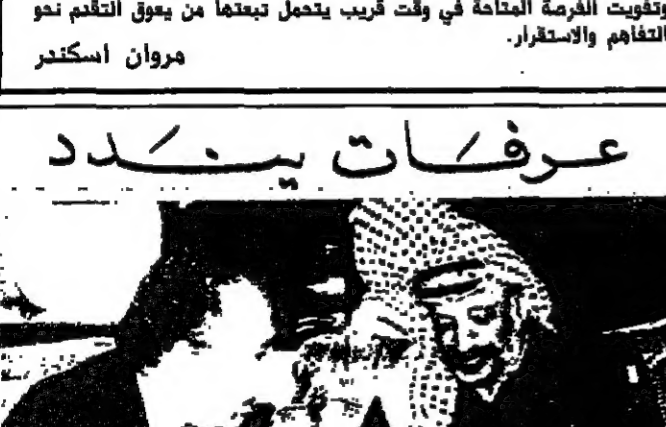 وتفويت الفرصة المتاحة في وقت قريب يتحمل تبعتها من يعوق التقدم نحو
التفاهم والاستقرار.
مروان اسكندر
عرفات يندد